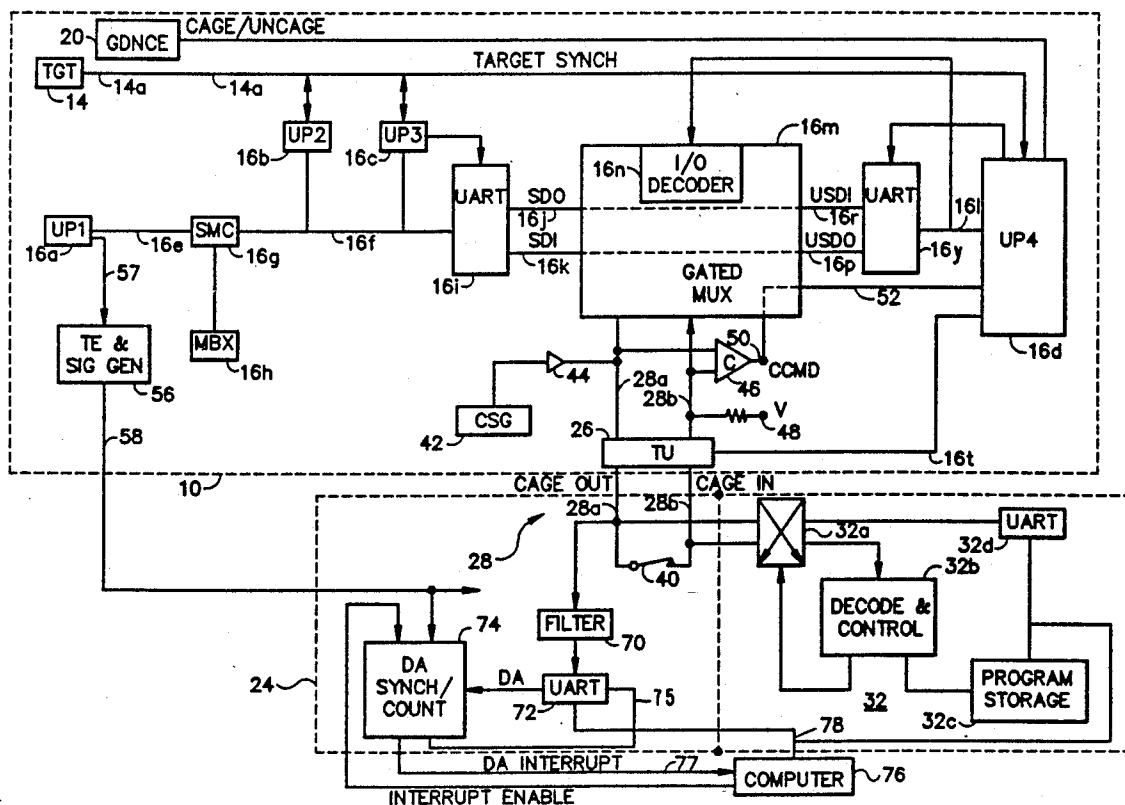 CAGE/UNCAGE
20
GDNCE
TARGET SYNCH
TGT
14a
14a
14
UP2
UP3
16m
16b
16c
16n
I/O
DECODER
UART
SDO
16j
USDI
16r
UART
16l
UP1
16e
SMC
16f
SDI
16k
USDO
16p
16y
UP4
16a
16g
16i
57
GATED
MUX
52
TE &
SIG GEN
MBX
16h
50
C
CCMD
46
16d
56
44
28a
28b
V
48
CSG
42
26
TU
58
16t
10
CAGE OUT
CAGE IN
28a
28b
32a
UART
32d
28
40
32b
DECODE &
CONTROL
FILTER
70
74
DA
SYNCH/
COUNT
24
DA
UART
72
75
PROGRAM
STORAGE
32
32c
78
DA INTERRUPT
77
COMPUTER
76
INTERRUPT ENABLE